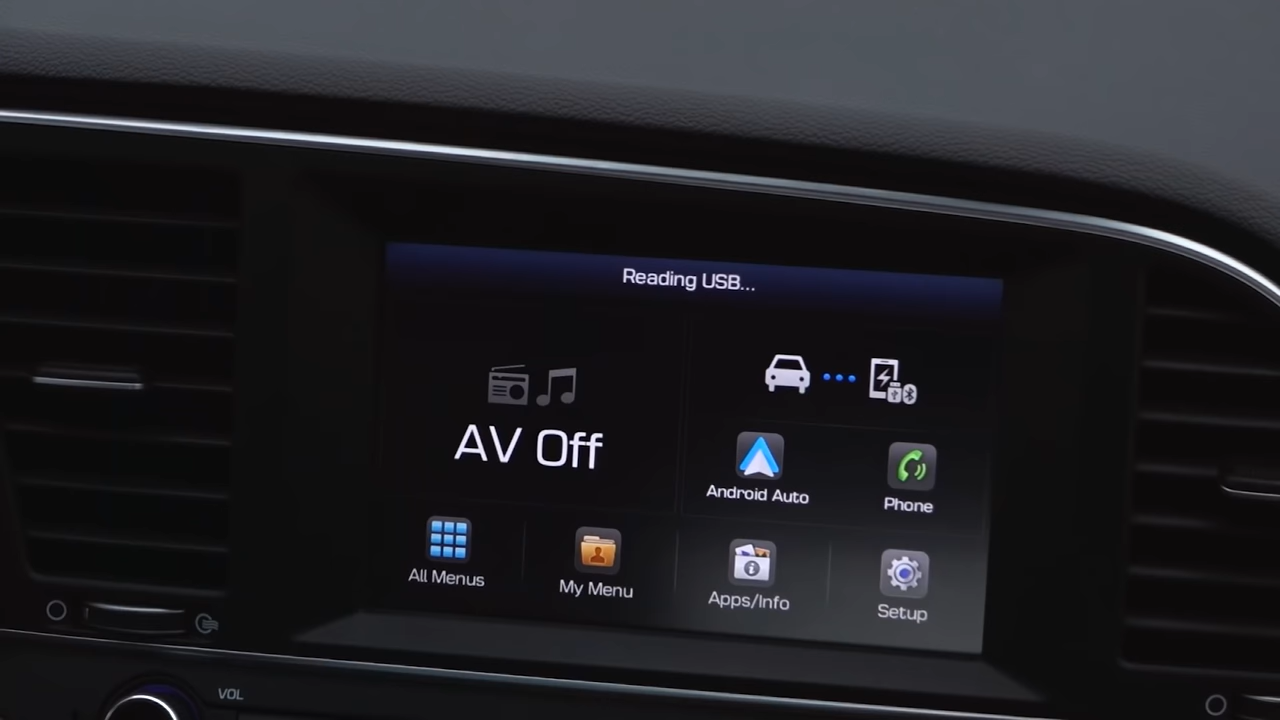 Reading USB...
AV Off
Android Auto
Phone
All Menus
My Menu
Apps/Info
Setup
VOL